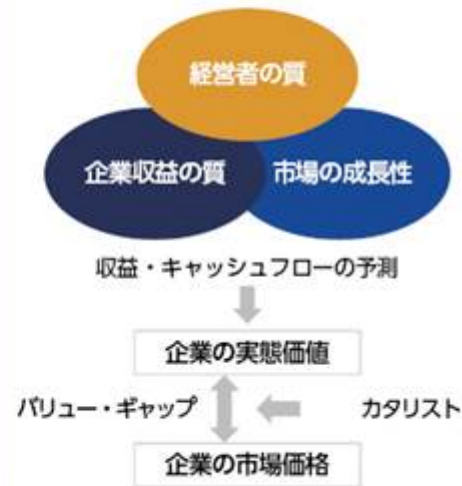 経営者の質
企業収益の質
市場の成長性
収益・キャッシュフローの予測
企業の実態価値
バリュー・ギャップ
カタリスト
企業の市場価格